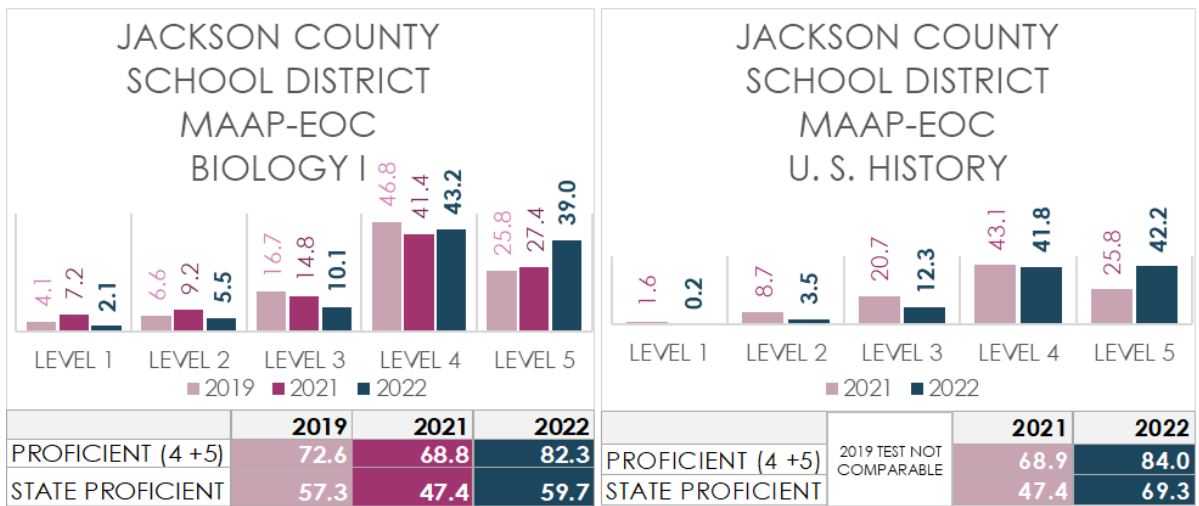 JACKSON COUNTY
SCHOOL DISTRICT
MAAP-EOC
BIOLOGY I
4.1 7.2 2.1 6.6 9.2 5.5 16.7 14.8 10.1 46.8 41.4 43.2 25.8 27.4 39.0
LEVEL 1 LEVEL 2 LEVEL 3 LEVEL 4 LEVEL 5
2019 2021 2022
2019 2021 2022
PROFICIENT (4 +5) 72.6 68.8 82.3
STATE PROFICIENT 57.3 47.4 59.7
JACKSON COUNTY
SCHOOL DISTRICT
MAAP-EOC
U. S. HISTORY
1.6 0.2 8.7 3.5 20.7 12.3 43.1 41.8 25.8 42.2
LEVEL 1 LEVEL 2 LEVEL 3 LEVEL 4 LEVEL 5
2021 2022
2021 2022
2019 TEST NOT
COMPARABLE
PROFICIENT (4 +5) 68.9 84.0
STATE PROFICIENT 47.4 69.3